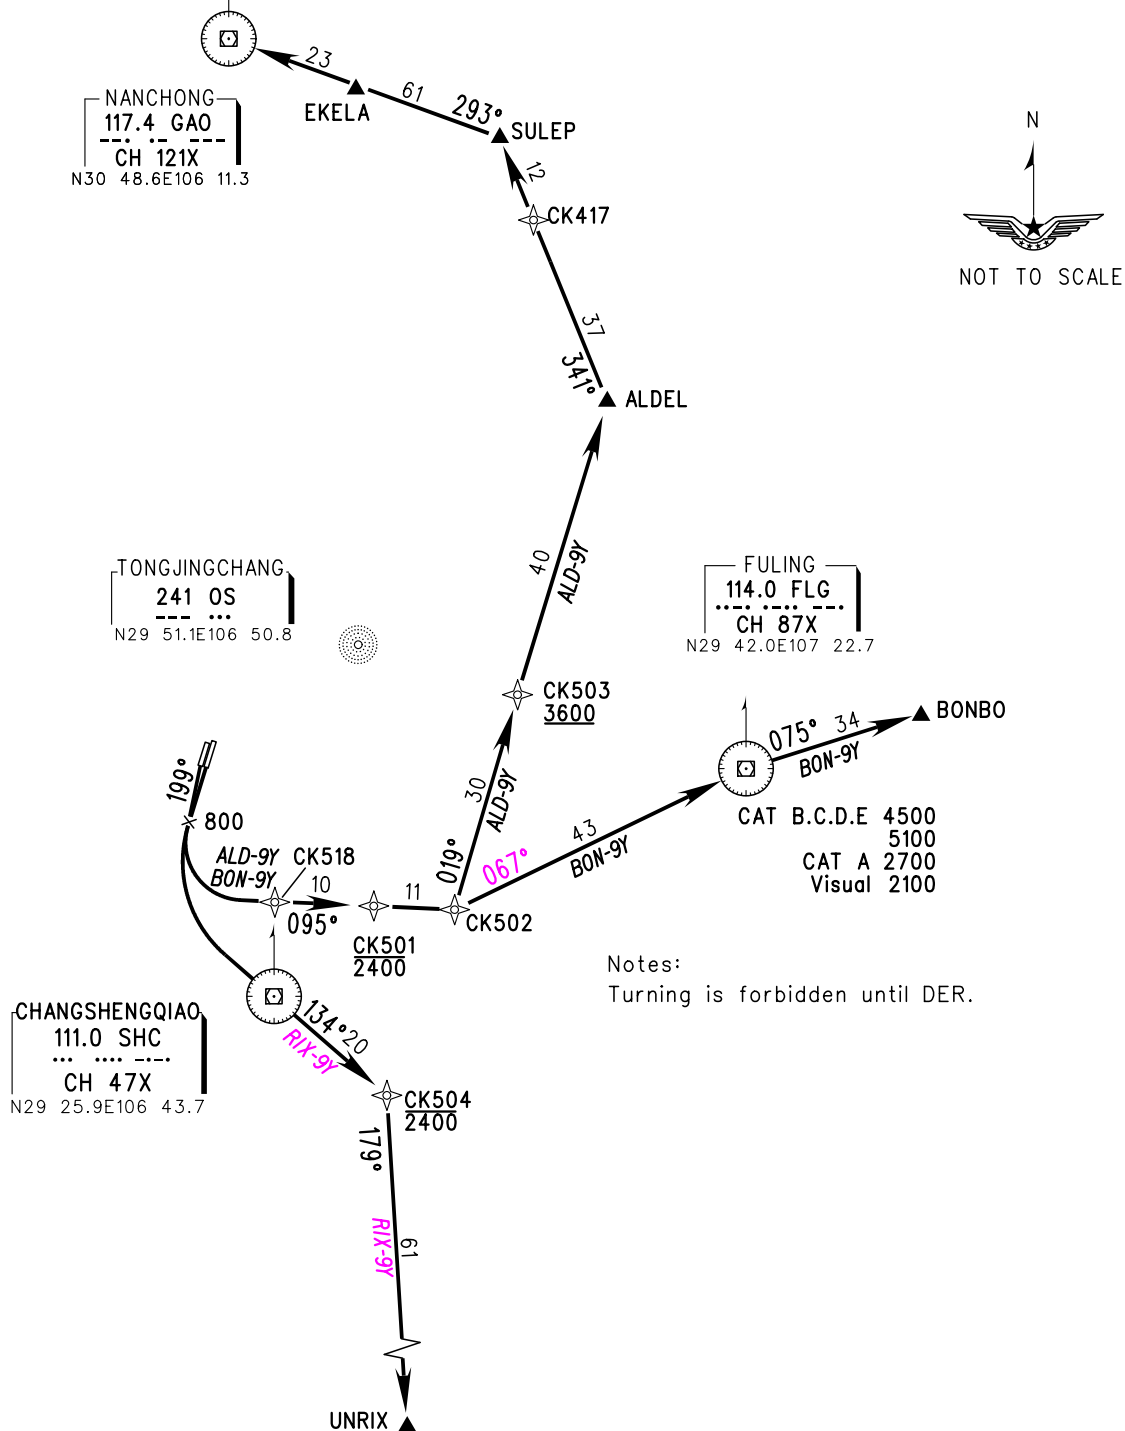 23
61
293°
EKELA
SULEP
NANCHONG
117.4 GAO
CH 121X
N30 48.6E106 11.3
N
NOT TO SCALE
12
CK417
37
341°
ALDEL
40
ALD-9Y
TONGJINGCHANG
241 OS
N29 51.1E106 50.8
FULING
114.0 FLG
CH 87X
N29 42.0E107 22.7
CK503
3600
30
ALD-9Y
019°
075°
34
BON-9Y
BONBO
CAT B.C.D.E 4500
5100
CAT A 2700
Visual 2100
43
067°
BON-9Y
199°
800
ALD-9Y
BON-9Y
CK518
10
11
095°
CK502
CK501
2400
Notes:
Turning is forbidden until DER.
CHANGSHENGQIAO
111.0 SHC
CH 47X
N29 25.9E106 43.7
134°
20
RIX-9Y
CK504
2400
179°
RIX-9Y
61
UNRIX